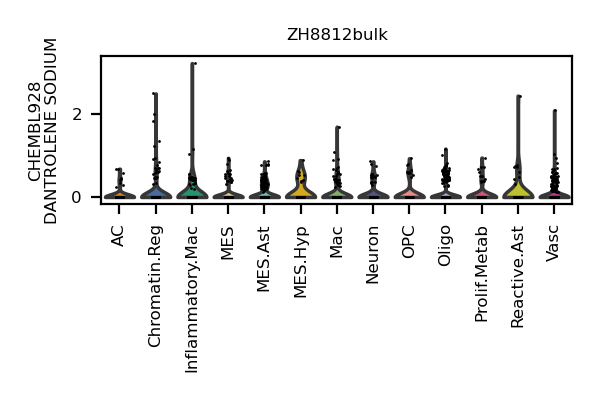 ZH8812bulk
CHEMBL928
DANTROLENE SODIUM
2
0
AC
Chromatin.Reg
Inflammatory.Mac
MES
MES.Ast
MES.Hyp
Mac
Neuron
OPC
Oligo
Prolif.Metab
Reactive.Ast
Vasc